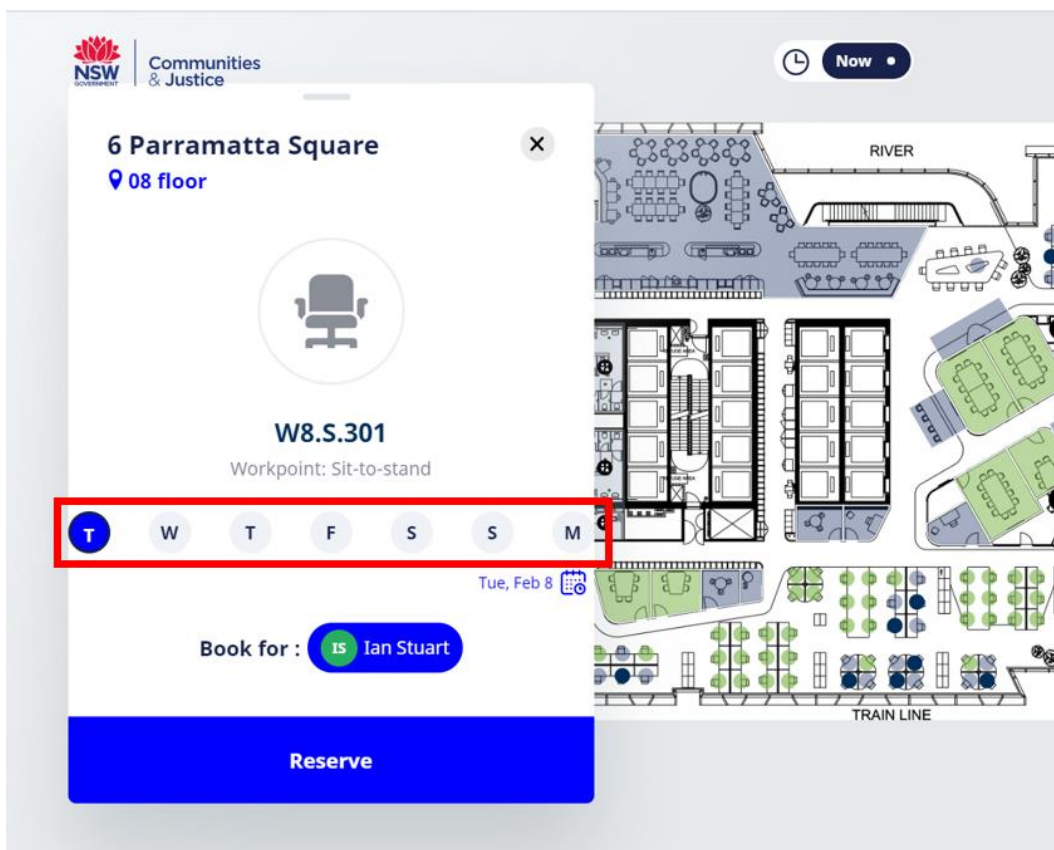 NSW
GOVERNMENT
Communities
& Justice
Now
6 Parramatta Square
08 floor
W8.S.301
Workpoint: Sit-to-stand
T W T F S S M
Tue, Feb 8
Book for : IS Ian Stuart
Reserve
RIVER
TRAIN LINE